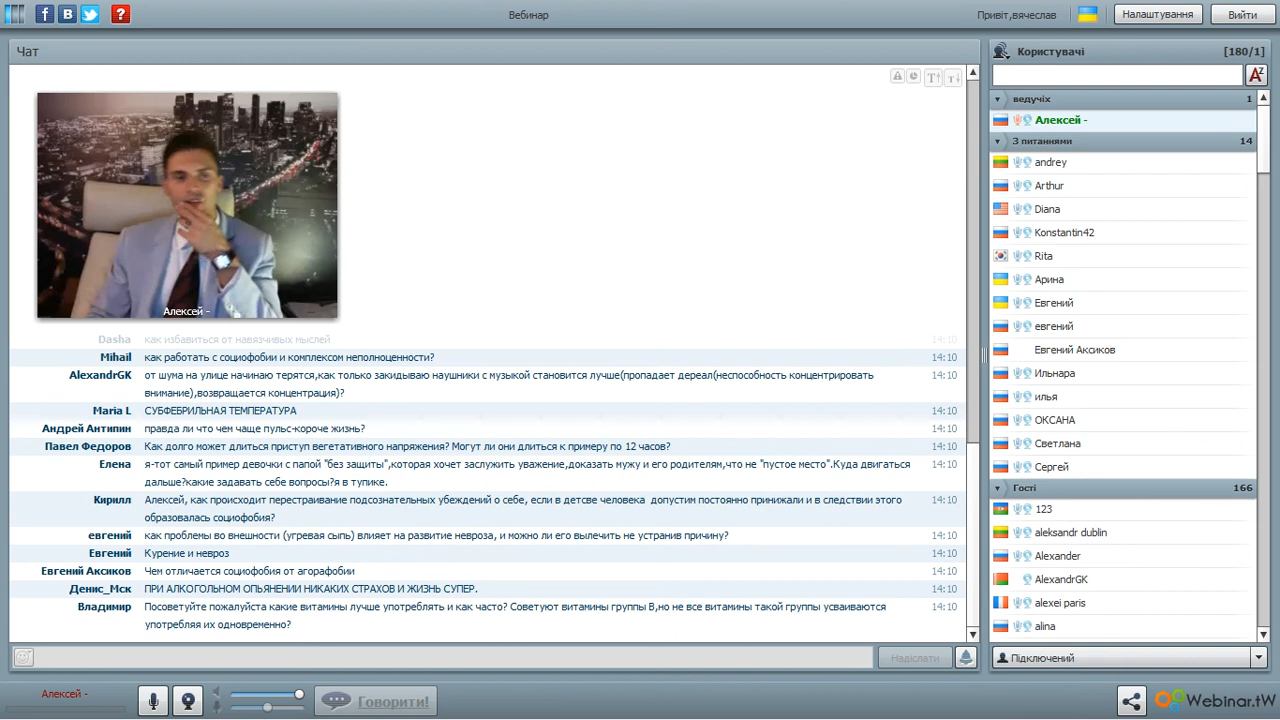 Вебинар
Привіт,вячеслав
Налаштування
Вийти
Чат
Алексей -
Dasha как избавиться от навязчивых мыслей 14:10
Mihail как работать с социофобии и комплексом неполноценности? 14:10
AlexandrGK от шума на улице начинаю терятся,как только закидываю наушники с музыкой становится лучше(пропадает дереал(неспособность концентрировать 14:10
внимание),возвращается концентрация)?
Maria L СУБФЕБРИЛЬНАЯ ТЕМПЕРАТУРА 14:10
Андрей Антипин правда ли что чем чаще пульс-короче жизнь? 14:10
Павел Федоров Как долго может длиться приступ вегетативного напряжения? Могут ли они длиться к примеру по 12 часов? 14:10
Елена я-тот самый пример девочки с папой "без защиты",которая хочет заслужить уважение,доказать мужу и его родителям,что не "пустое место".Куда двигаться 14:10
дальше?какие задавать себе вопросы?я в тупике.
Кирилл Алексей, как происходит перестраивание подсознательных убеждений о себе, если в детсве человека допустим постоянно принижали и в следствии этого 14:10
образовалась социофобия?
евгений как проблемы во внешности (угревая сыпь) влияет на развитие невроза, и можно ли его вылечить не устранив причину? 14:10
Евгений Курение и невроз 14:10
Евгений Аксиков Чем отличается социофобия от агорафобии 14:10
Денис_Мск ПРИ АЛКОГОЛЬНОМ ОПЬЯНЕНИИ НИКАКИХ СТРАХОВ И ЖИЗНЬ СУПЕР. 14:10
Владимир Посоветуйте пожалуйста какие витамины лучше употреблять и как часто? Советуют витамины группы B,но не все витамины такой группы усваиваются 14:10
употребляя их одновременно?
Надіслати
Алексей -
Говорити!
Користувачі [180/1]
ведучіх 1
Алексей -
З питаннями 14
andrey
Arthur
Diana
Konstantin42
Rita
Арина
Евгений
евгений
Евгений Аксиков
Ильнара
илья
ОКСАНА
Светлана
Сергей
Гості 166
123
aleksandr dublin
Alexander
AlexandrGK
alexei paris
alina
Підключений
Webinar.tw